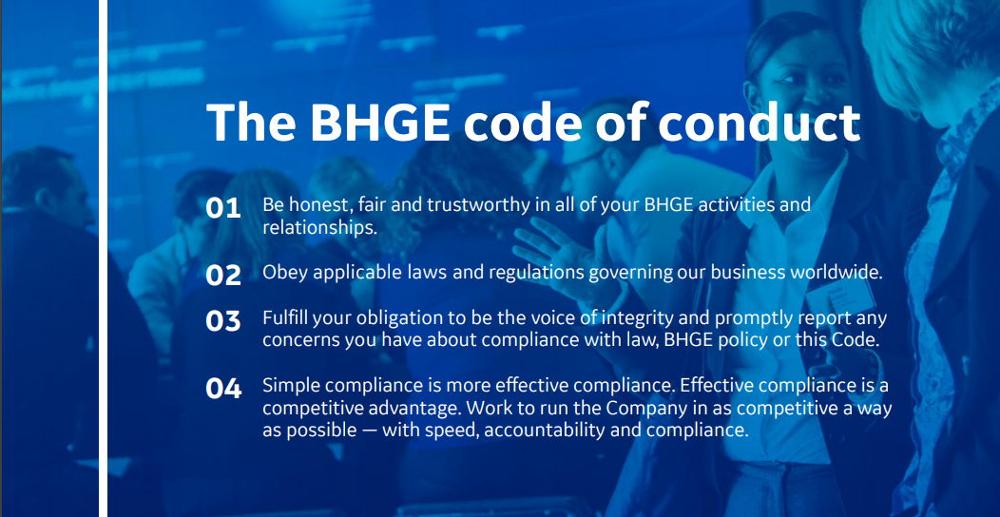 The BHGE code of conduct
01 Be honest, fair and trustworthy in all of your BHGE activities and
relationships.
02 Obey applicable laws and regulations governing our business worldwide.
03 Fulfill your obligation to be the voice of integrity and promptly report any
concerns you have about compliance with law, BHGE policy or this Code.
04 Simple compliance is more effective compliance. Effective compliance is a
competitive advantage. Work to run the Company in as competitive a way
as possible — with speed, accountability and compliance.